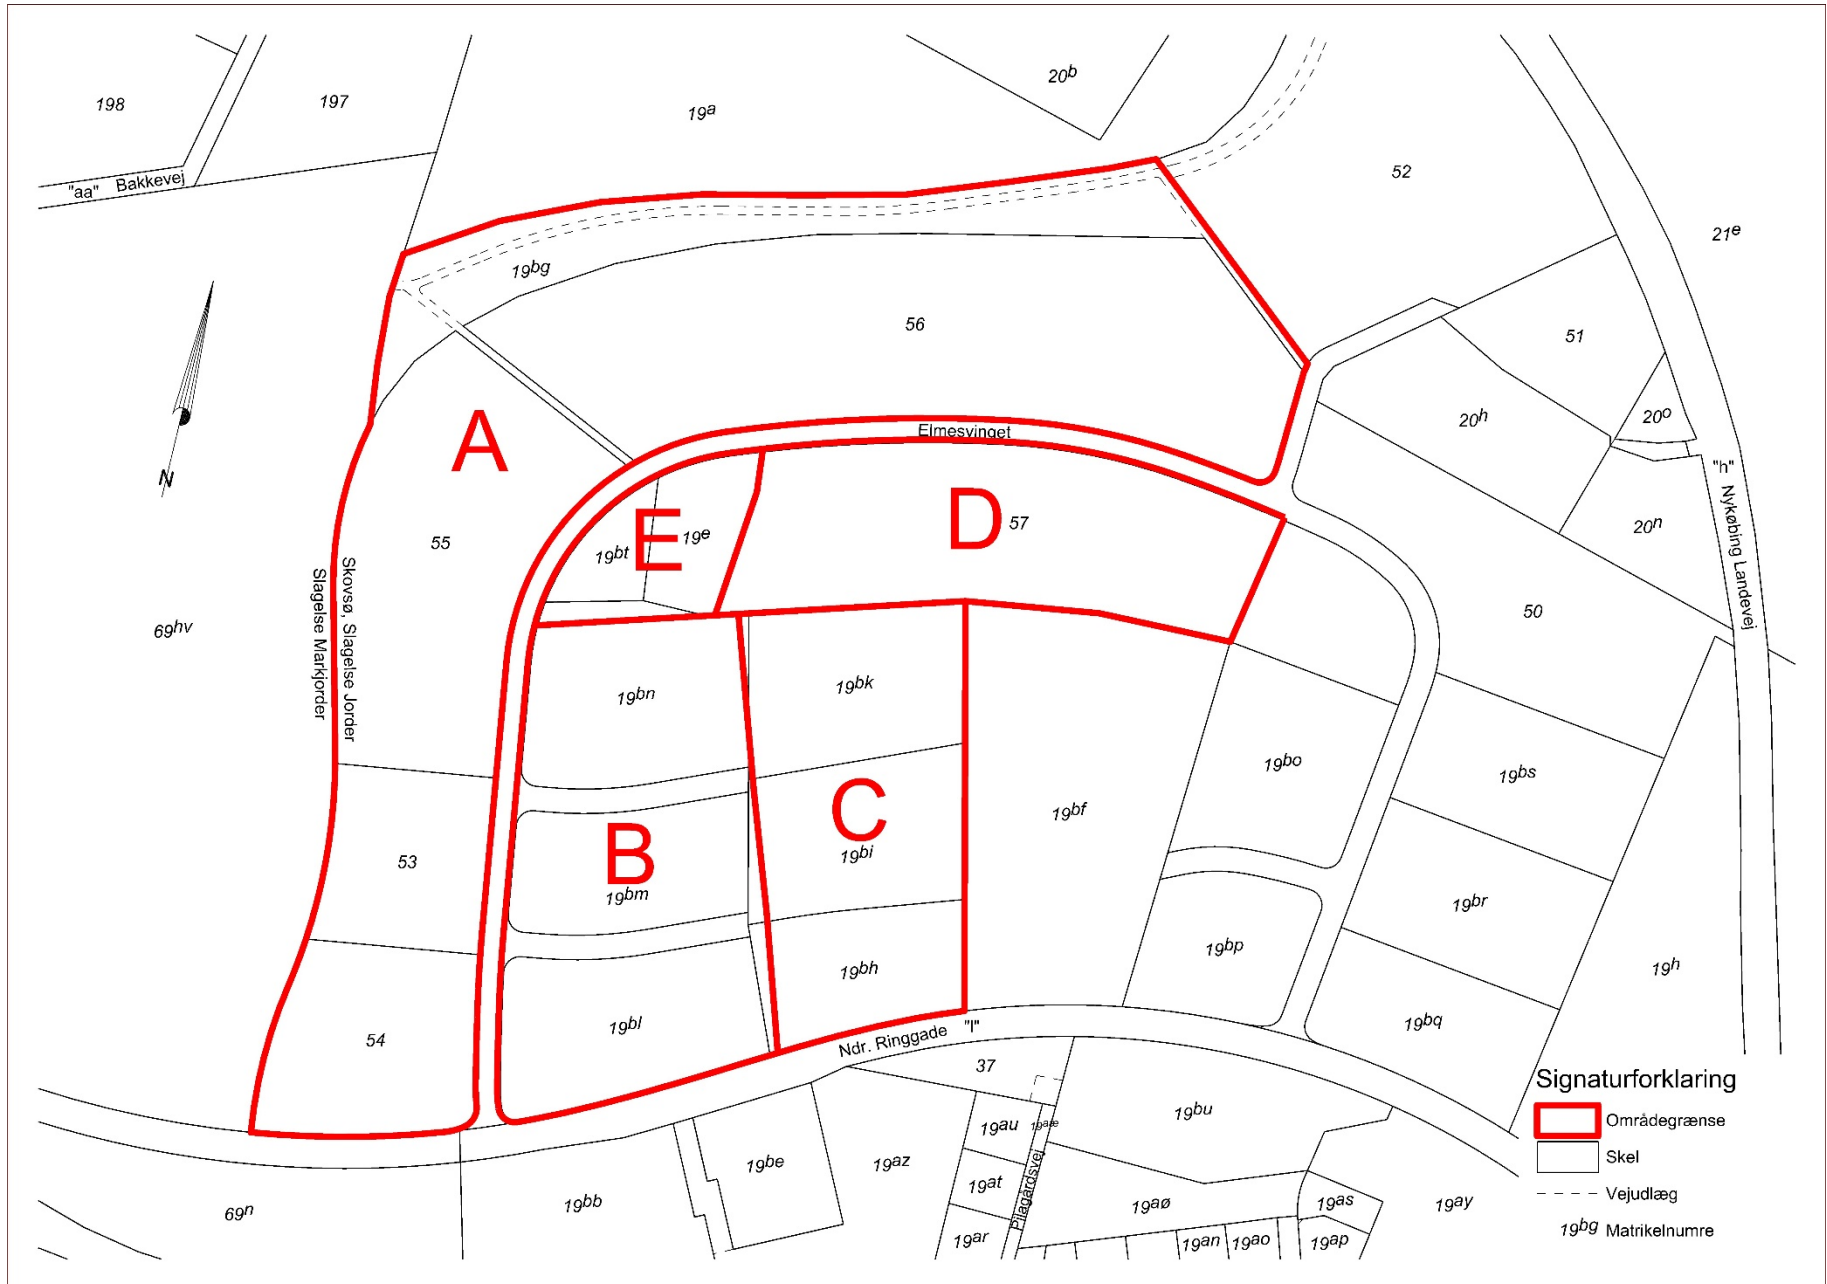 198
197
19a
20b
"aa" Bakkevej
52
21e
19bg
56
51
20h
20o
A
Elmesvinget
"h" Nykøbing Landevej
N
55
19bt
E
19e
D
57
20n
Skovsø, Slagelse Jorder
Slagelse Markjorder
69hv
50
19bn
19bk
19bo
19bs
19bf
C
19bi
53
B
19bm
19br
19bp
19bh
19h
54
19bl
Ndr. Ringgade "l"
19bq
37
Signaturforklaring
Områdegrænse
Skel
Vejudlæg
19bg Matrikelnumre
19bu
19au
19aæ
Pilagårdsvej
19be
19az
19at
69n
19bb
19aø
19as
19ay
19ar
19an
19ao
19ap